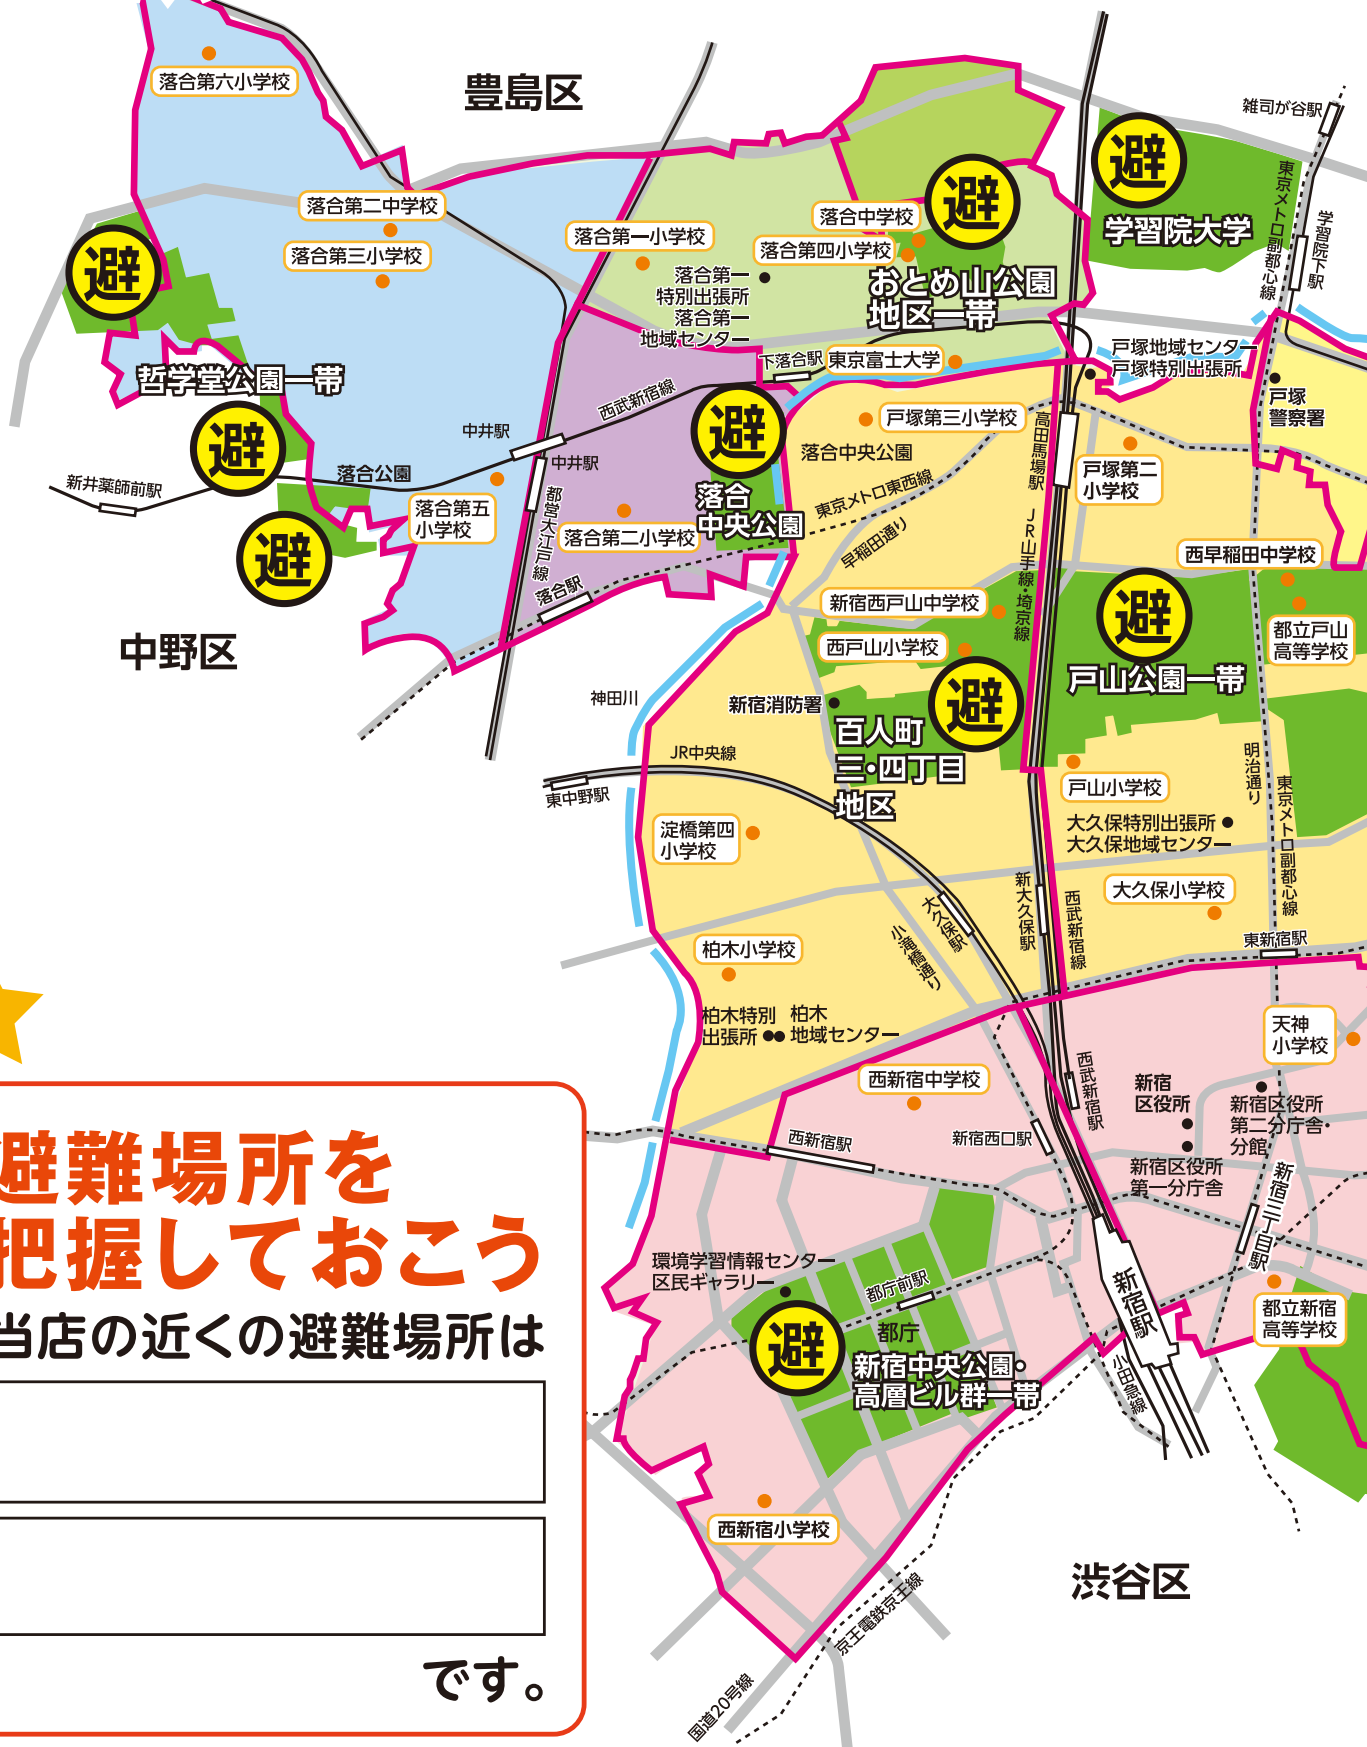 落合第六小学校
豊島区
雑司が谷駅
避
学習院大学
東京メトロ副都心線
学習院下駅
落合第二中学校
落合第三小学校
落合第一小学校
落合中学校
落合第四小学校
避
落合第一
特別出張所
落合第一
地域センター
おとめ山公園
地区一帯
避
哲学堂公園一帯
下落合駅
東京富士大学
戸塚地域センター
戸塚特別出張所
戸塚
警察署
西武新宿線
避
中井駅
中井駅
落合公園
新井薬師前駅
避
戸塚第三小学校
落合中央公園
高田馬場駅
戸塚第二
小学校
落合第五
小学校
都営大江戸線
落合第二小学校
避
落合
中央公園
東京メトロ東西線
早稲田通り
JR山手線・埼京線
西早稲田中学校
避
落合駅
新宿西戸山中学校
西戸山小学校
避
戸山公園一帯
都立戸山
高等学校
中野区
神田川
新宿消防署
避
百人町
三・四丁目
地区
JR中央線
東中野駅
明治通り
東京メトロ副都心線
戸山小学校
大久保特別出張所
大久保地域センター
淀橋第四
小学校
大久保小学校
新大久保駅
西武新宿線
大久保駅
小滝橋通り
東新宿駅
柏木小学校
柏木特別
出張所
柏木
地域センター
天神
小学校
西新宿中学校
西武新宿駅
新宿
区役所
新宿区役所
第二分庁舎・
分館
新宿区役所
第一分庁舎
西新宿駅
新宿西口駅
新宿三丁目駅
避難場所を
把握しておこう
当店の近くの避難場所は
です。
環境学習情報センター
区民ギャラリー
都庁前駅
都庁
新宿駅
避
新宿中央公園・
高層ビル群一帯
都立新宿
高等学校
小田急線
西新宿小学校
渋谷区
京王電鉄京王線
国道20号線